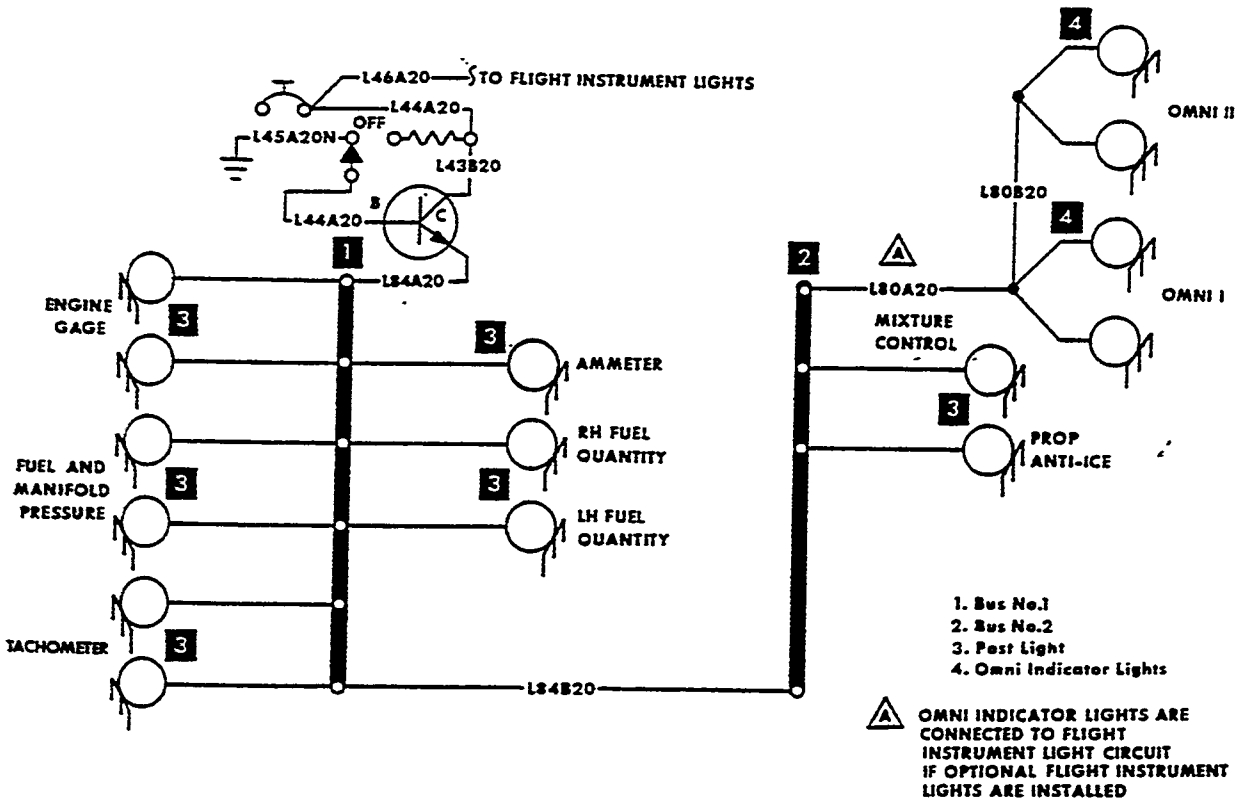 4
L46A20
TO FLIGHT INSTRUMENT LIGHTS
L44A20
OMNI II
OFF
L45A20N
L43B20
L80B20
B
C
L44A20
4
1
2
A
L84A20
L80A20
OMNI I
ENGINE
GAGE
3
MIXTURE
CONTROL
3
AMMETER
3
RH FUEL
QUANTITY
PROP
ANTI-ICE
FUEL AND
MANIFOLD
PRESSURE
3
3
LH FUEL
QUANTITY
TACHOMETER
3
1. Bus No.1
2. Bus No.2
3. Post Light
4. Omni Indicator Lights
L84B20
A
OMNI INDICATOR LIGHTS ARE
CONNECTED TO FLIGHT
INSTRUMENT LIGHT CIRCUIT
IF OPTIONAL FLIGHT INSTRUMENT
LIGHTS ARE INSTALLED